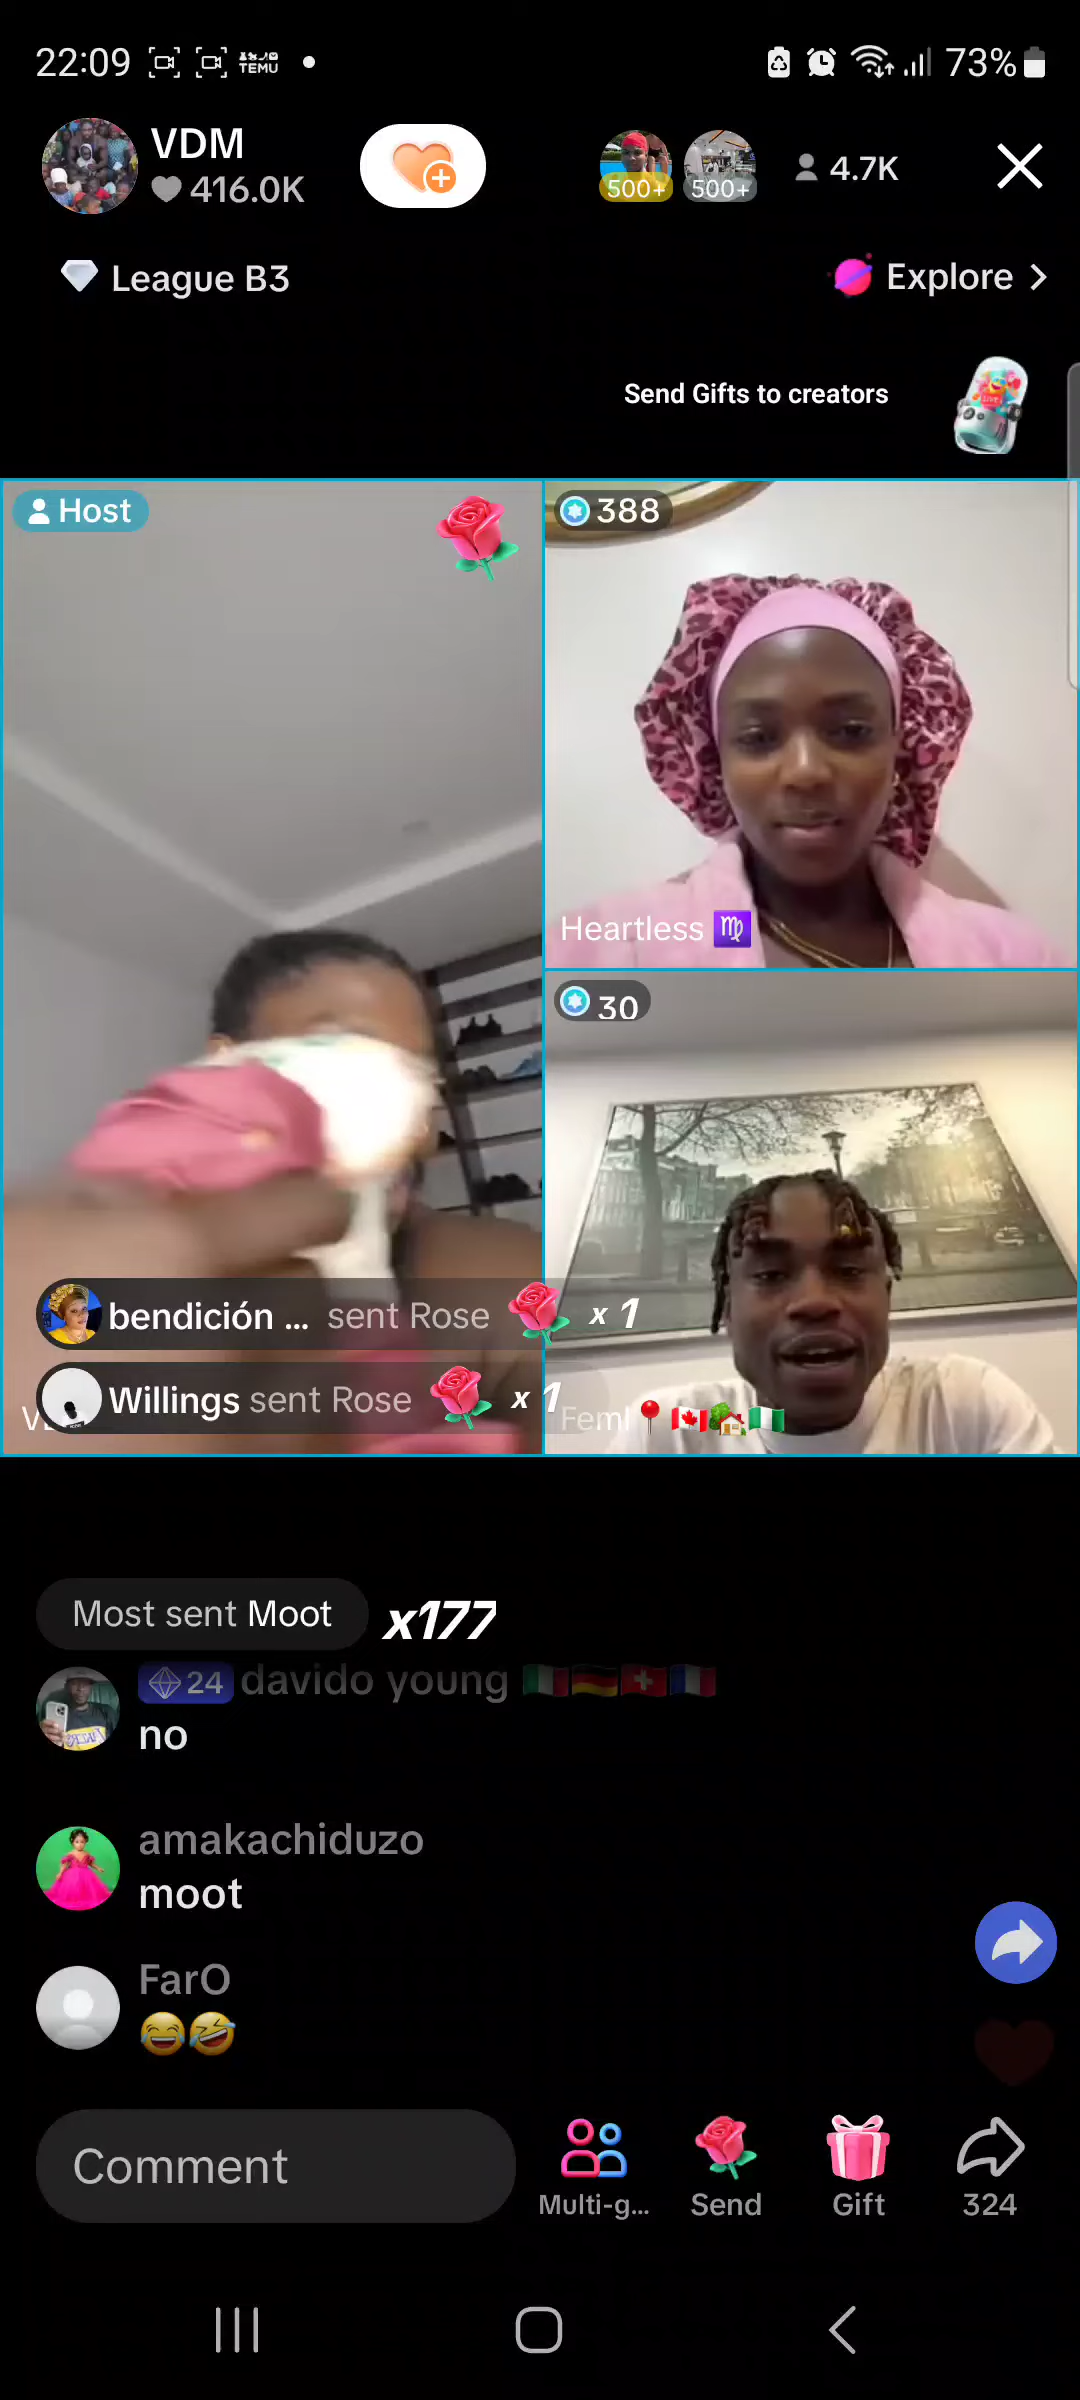 22:09
TEMU
73%
VDM
416.0K
500+
500+
4.7K
League B3
Explore
Send Gifts to creators
Host
388
Heartless
30
bendición ... sent Rose x 1
Willings sent Rose x 1
Femi
Most sent Moot x177
24 davido young
no
amakachiduzo
moot
FarO
Comment
Multi-g...
Send
Gift
324